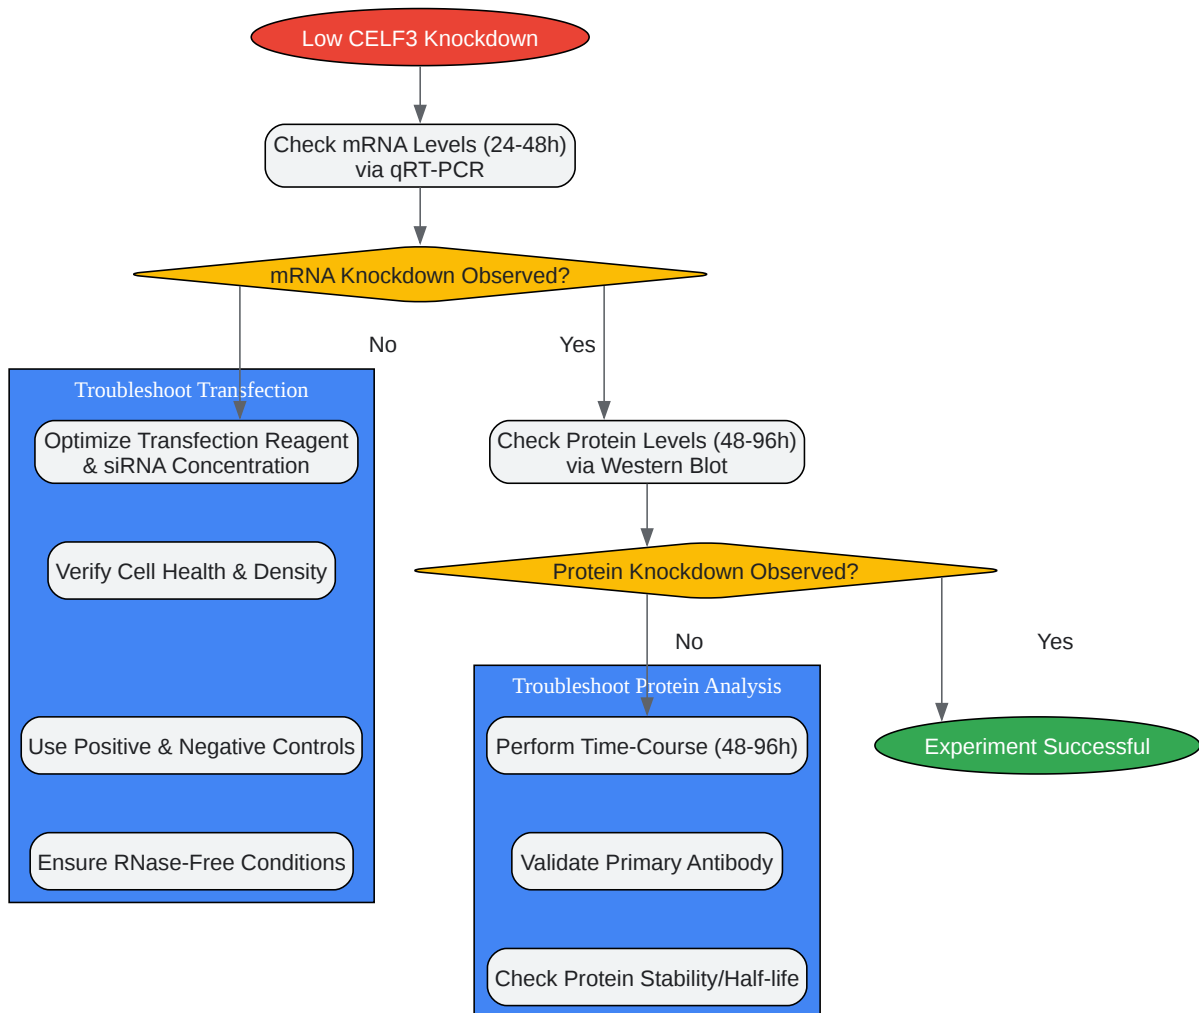 Low CELF3 Knockdown
Check mRNA Levels (24-48h)
via qRT-PCR
mRNA Knockdown Observed?
No
Yes
Troubleshoot Transfection
Optimize Transfection Reagent
& siRNA Concentration
Verify Cell Health & Density
Use Positive & Negative Controls
Ensure RNase-Free Conditions
Check Protein Levels (48-96h)
via Western Blot
Protein Knockdown Observed?
No
Yes
Troubleshoot Protein Analysis
Perform Time-Course (48-96h)
Validate Primary Antibody
Check Protein Stability/Half-life
Experiment Successful